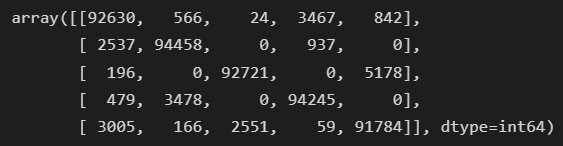 array([[92630, 566, 24, 3467, 842],
[ 2537, 94458, 0, 937, 0],
[ 196, 0, 92721, 0, 5178],
[ 479, 3478, 0, 94245, 0],
[ 3005, 166, 2551, 59, 91784]], dtype=int64)